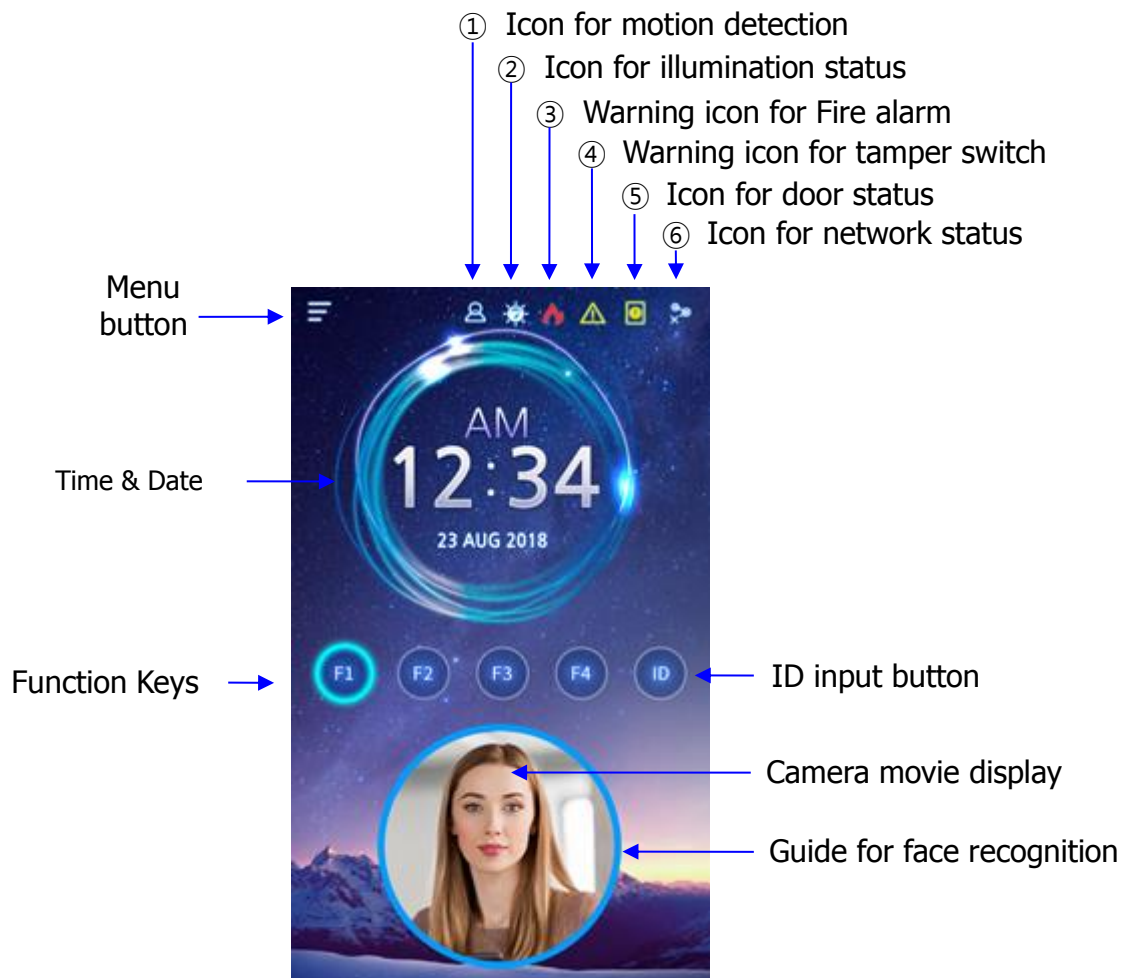 ① Icon for motion detection
② Icon for illumination status
③ Warning icon for Fire alarm
④ Warning icon for tamper switch
⑤ Icon for door status
⑥ Icon for network status
Menu
button
AM
12:34
Time & Date
23 AUG 2018
Function Keys
F1 F2 F3 F4 ID
ID input button
Camera movie display
Guide for face recognition